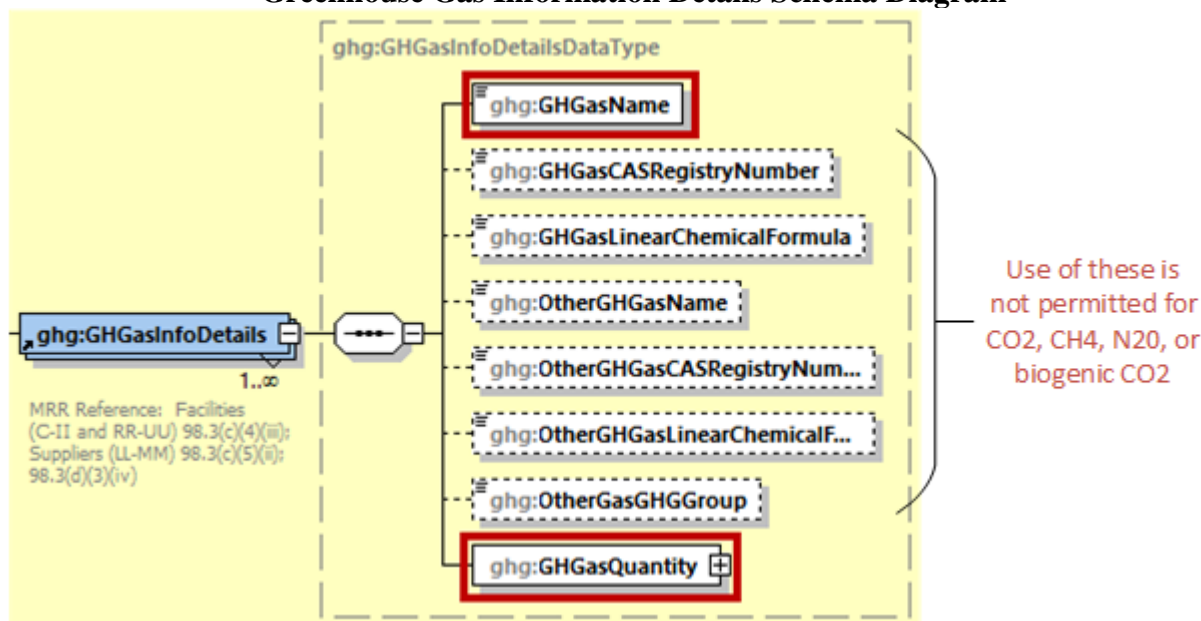 Greenhouse Gas Information Details Schema Diagram
ghg:GHGasInfoDetailsDataType
ghg:GHGasName
ghg:GHGasCASRegistryNumber
ghg:GHGasLinearChemicalFormula
ghg:OtherGHGasName
ghg:OtherGHGasCASRegistryNum...
ghg:OtherGHGasLinearChemicalF...
ghg:OtherGasGHGGroup
ghg:GHGasQuantity
ghg:GHGasInfoDetails
1..∞
MRR Reference: Facilities
(C-II and RR-UU) 98.3(c)(4)(iii);
Suppliers (LL-MM) 98.3(c)(5)(ii);
98.3(d)(3)(iv)
Use of these is
not permitted for
CO2, CH4, N20, or
biogenic CO2